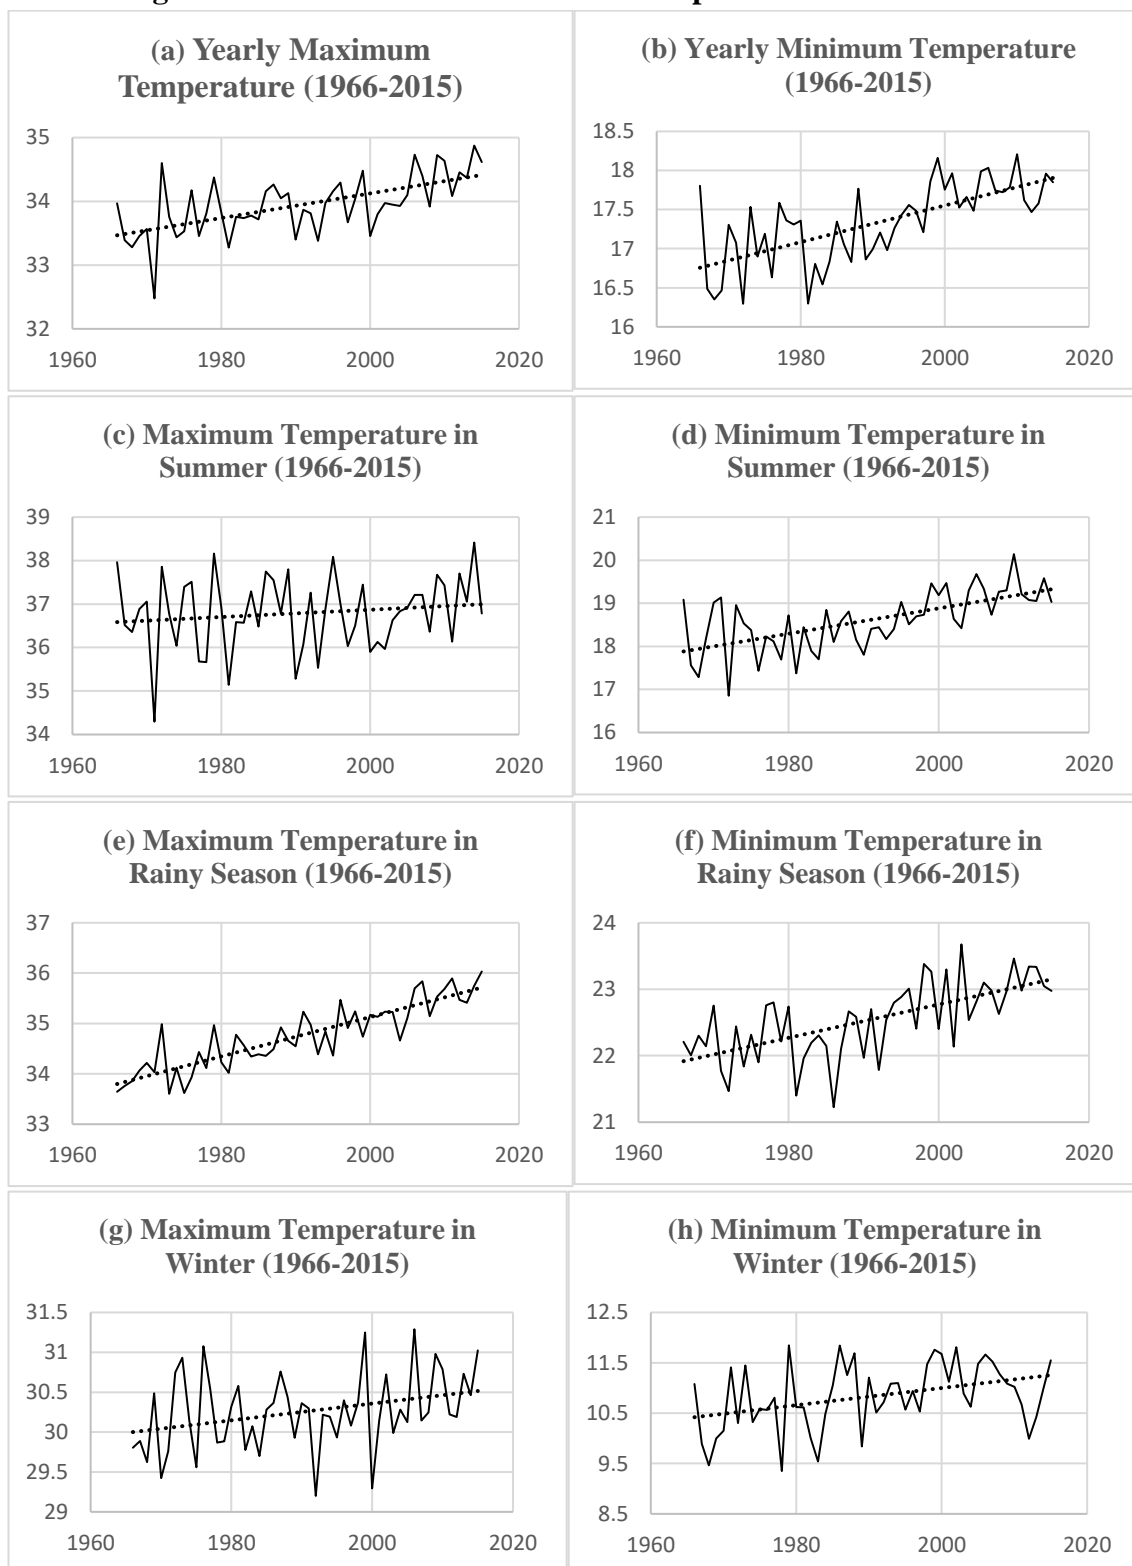 (a) Yearly Maximum
Temperature (1966-2015)
35
34
33
32
1960 1980 2000 2020
(b) Yearly Minimum Temperature
(1966-2015)
18.5
18
17.5
17
16.5
16
1960 1980 2000 2020
(c) Maximum Temperature in
Summer (1966-2015)
39
38
37
36
35
34
1960 1980 2000 2020
(d) Minimum Temperature in
Summer (1966-2015)
21
20
19
18
17
16
1960 1980 2000 2020
(e) Maximum Temperature in
Rainy Season (1966-2015)
37
36
35
34
33
1960 1980 2000 2020
(f) Minimum Temperature in
Rainy Season (1966-2015)
24
23
22
21
1960 1980 2000 2020
(g) Maximum Temperature in
Winter (1966-2015)
31.5
31
30.5
30
29.5
29
1960 1980 2000 2020
(h) Minimum Temperature in
Winter (1966-2015)
12.5
11.5
10.5
9.5
8.5
1960 1980 2000 2020